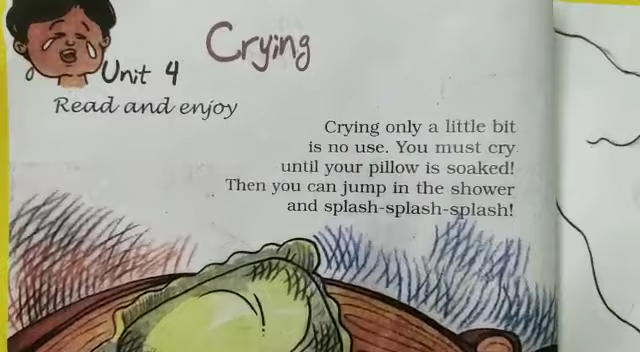 Crying
Unit 4
Read and enjoy
Crying only a little bit
is no use. You must cry
until your pillow is soaked!
Then you can jump in the shower
and splash-splash-splash!